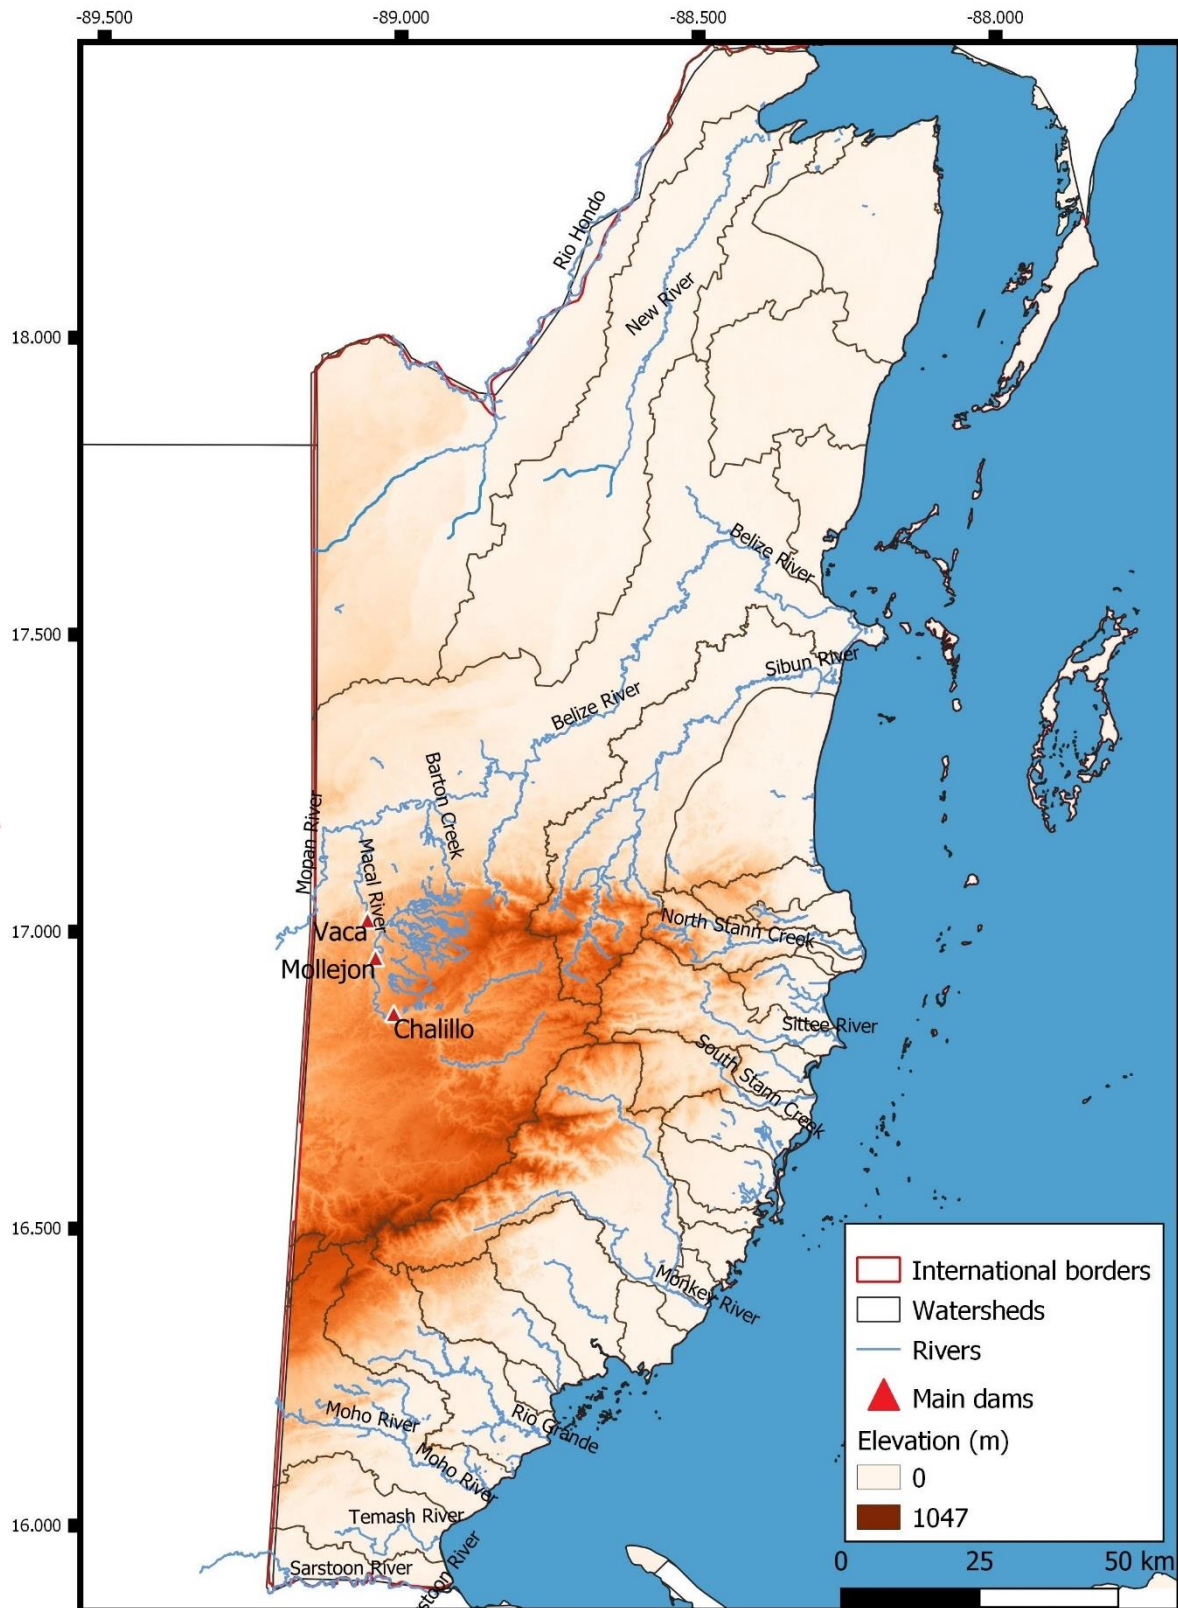 -89.500
-89.000
-88.500
-88.000
Rio Hondo
New River
18.000
Belize River
17.500
Sibun River
Belize River
Barton Creek
Mopan River
Macal River
North Stann Creek
17.000
Vaca
Mollejon
Chalillo
Sittee River
South Stann Creek
16.500
Monkey River
International borders
Watersheds
Rivers
Main dams
Elevation (m)
0
1047
Moho River
Rio Grande
Moho River
Temash River
16.000
Sarstoon River
stoon River
0
25
50 km